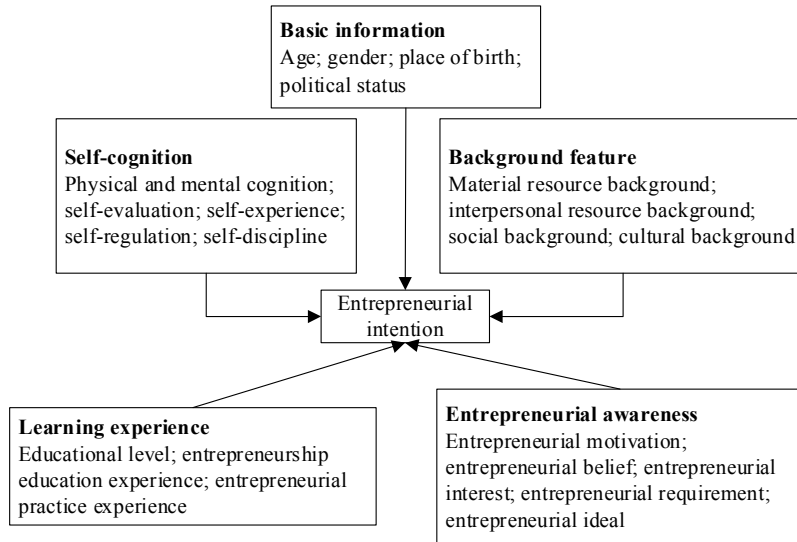 Basic information
Age; gender; place of birth;
political status
Self-cognition
Physical and mental cognition;
self-evaluation; self-experience;
self-regulation; self-discipline
Background feature
Material resource background;
interpersonal resource background;
social background; cultural background
Entrepreneurial
intention
Learning experience
Educational level; entrepreneurship
education experience; entrepreneurial
practice experience
Entrepreneurial awareness
Entrepreneurial motivation;
entrepreneurial belief; entrepreneurial
interest; entrepreneurial requirement;
entrepreneurial ideal